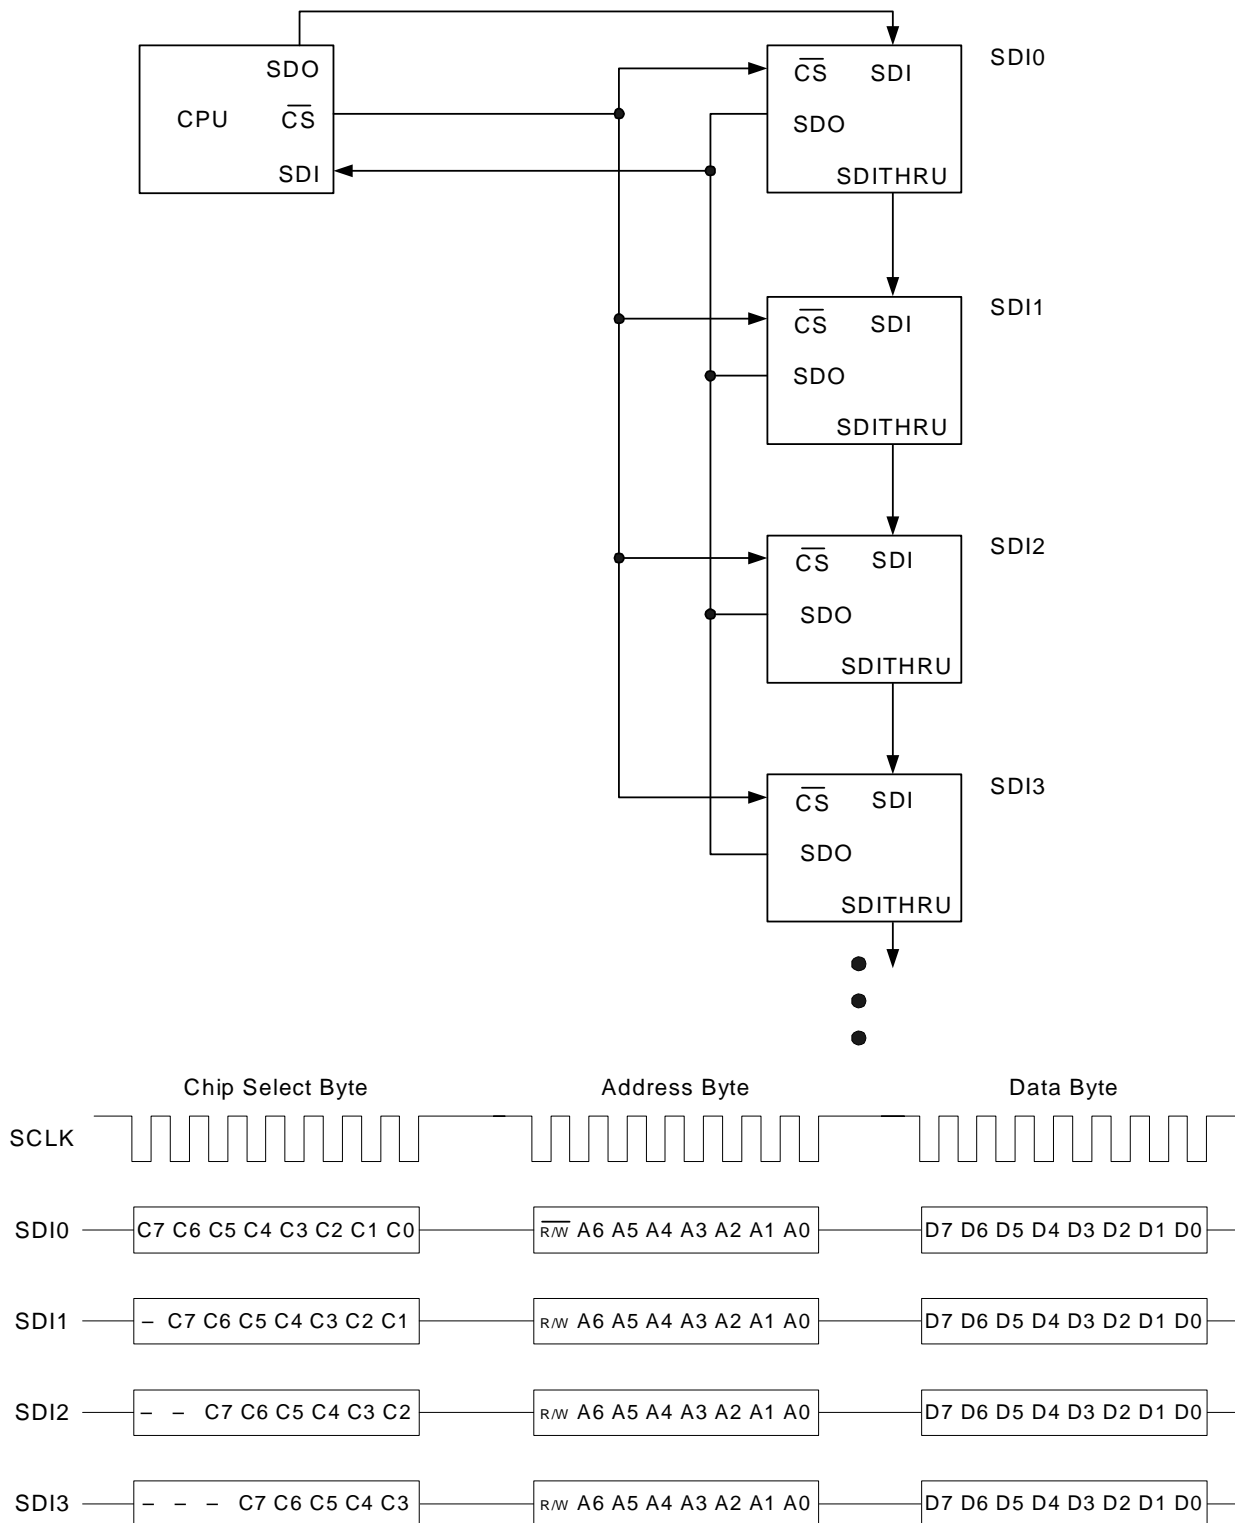 SDO
CPU
CS
SDI
SDI0
CS SDI
SDO
SDITHRU
SDI1
CS SDI
SDO
SDITHRU
SDI2
CS SDI
SDO
SDITHRU
SDI3
CS SDI
SDO
SDITHRU
Chip Select Byte Address Byte Data Byte
SCLK
SDI0 C7 C6 C5 C4 C3 C2 C1 C0 R/W A6 A5 A4 A3 A2 A1 A0 D7 D6 D5 D4 D3 D2 D1 D0
SDI1 – C7 C6 C5 C4 C3 C2 C1 R/W A6 A5 A4 A3 A2 A1 A0 D7 D6 D5 D4 D3 D2 D1 D0
SDI2 – – C7 C6 C5 C4 C3 C2 R/W A6 A5 A4 A3 A2 A1 A0 D7 D6 D5 D4 D3 D2 D1 D0
SDI3 – – – C7 C6 C5 C4 C3 R/W A6 A5 A4 A3 A2 A1 A0 D7 D6 D5 D4 D3 D2 D1 D0